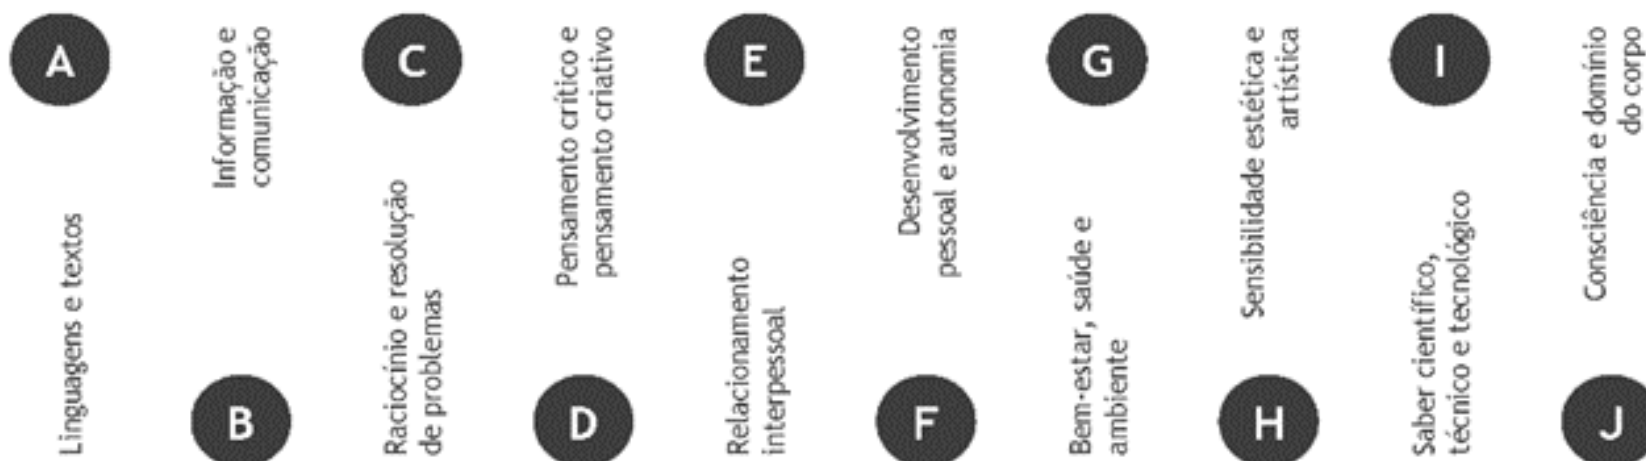 A
Linguagens e textos
Informação e
comunicação
B
C
Raciocínio e resolução
de problemas
Pensamento crítico e
pensamento criativo
D
E
Relacionamento
interpessoal
Desenvolvimento
pessoal e autonomia
F
G
Bem-estar, saúde e
ambiente
Sensibilidade estética e
artística
H
I
Saber científico,
técnico e tecnológico
Consciência e domínio
do corpo
J